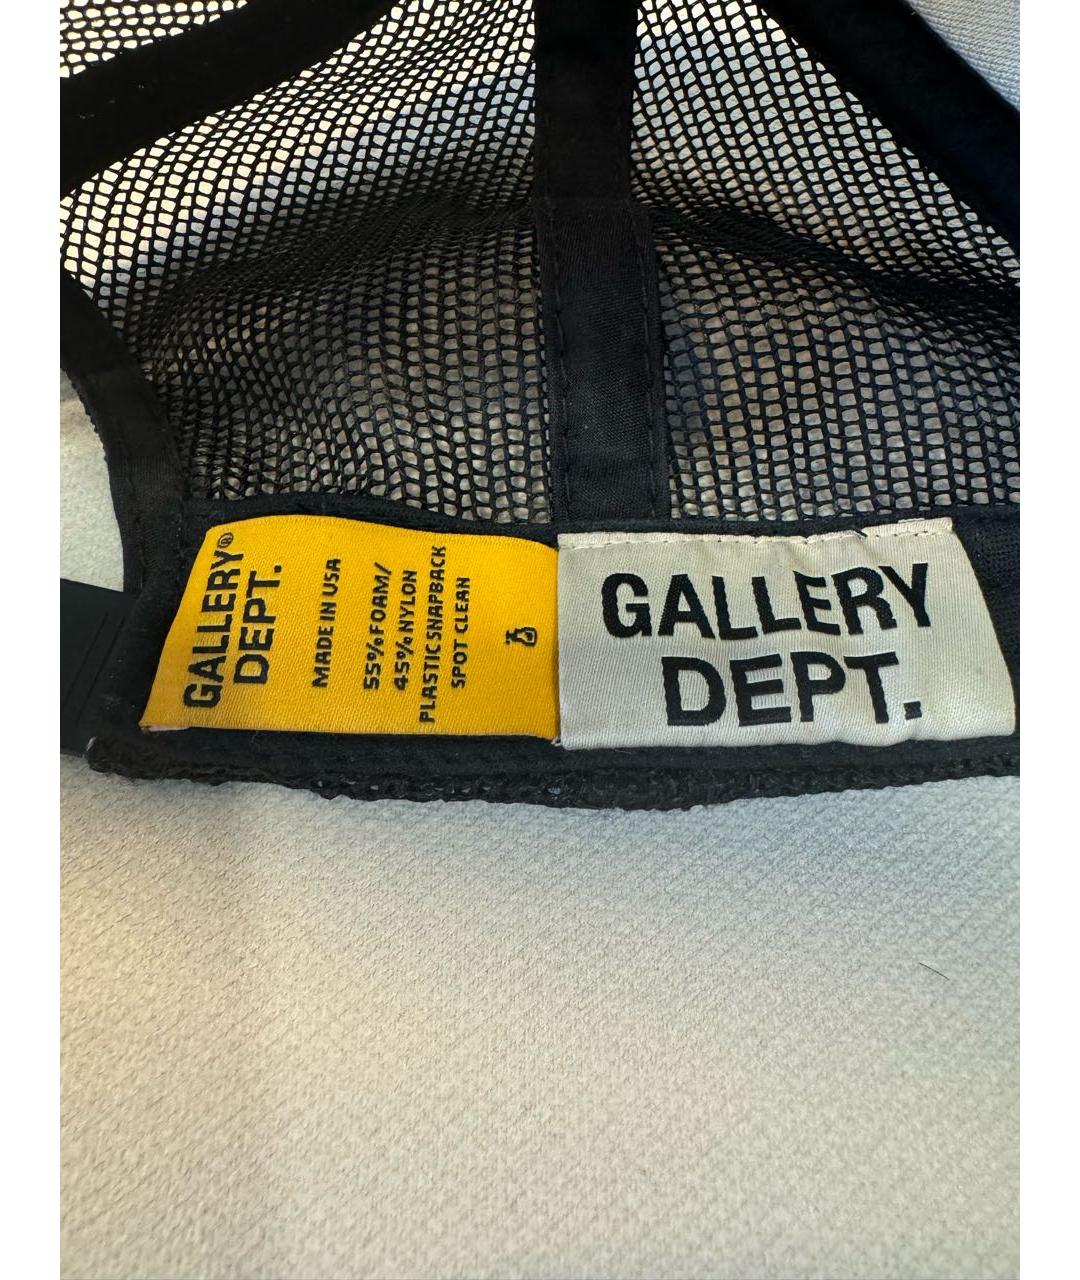 GALLERY®
DEPT.
MADE IN USA
55% FOAM/
45% NYLON
PLASTIC SNAPBACK
SPOT CLEAN
GALLERY
DEPT.